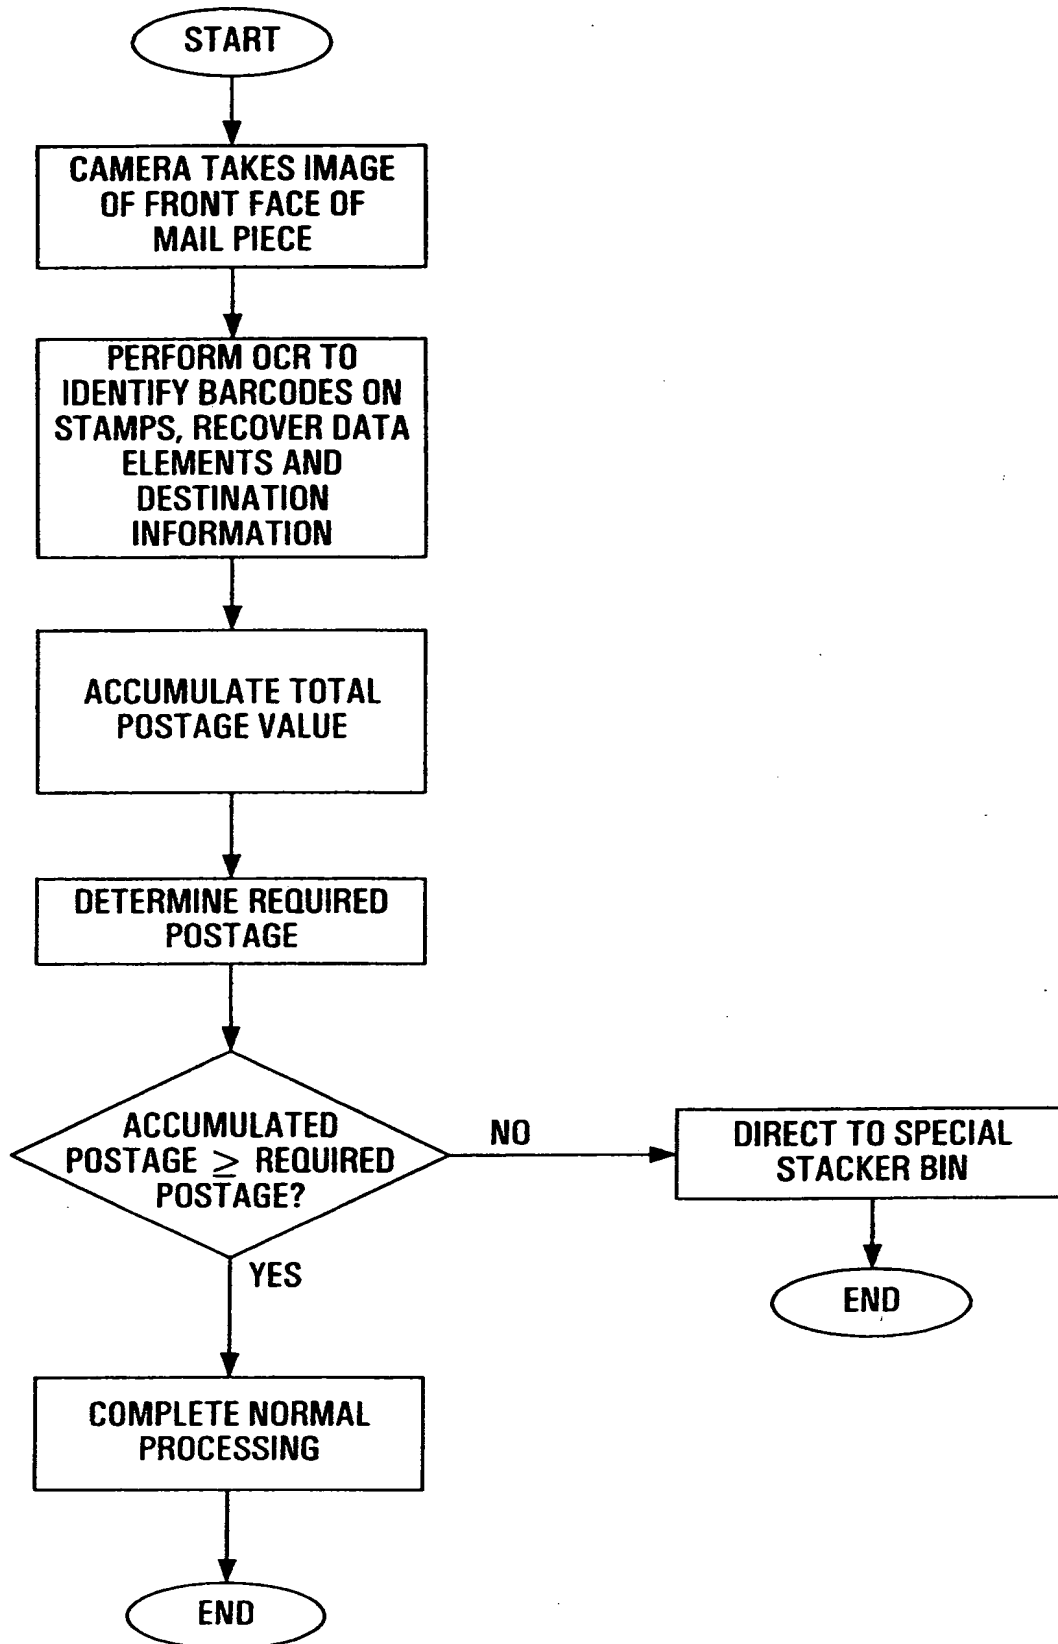 START
CAMERA TAKES IMAGE
OF FRONT FACE OF
MAIL PIECE
PERFORM OCR TO
IDENTIFY BARCODES ON
STAMPS, RECOVER DATA
ELEMENTS AND
DESTINATION
INFORMATION
ACCUMULATE TOTAL
POSTAGE VALUE
DETERMINE REQUIRED
POSTAGE
ACCUMULATED
POSTAGE ≥ REQUIRED
POSTAGE?
NO
DIRECT TO SPECIAL
STACKER BIN
END
YES
COMPLETE NORMAL
PROCESSING
END